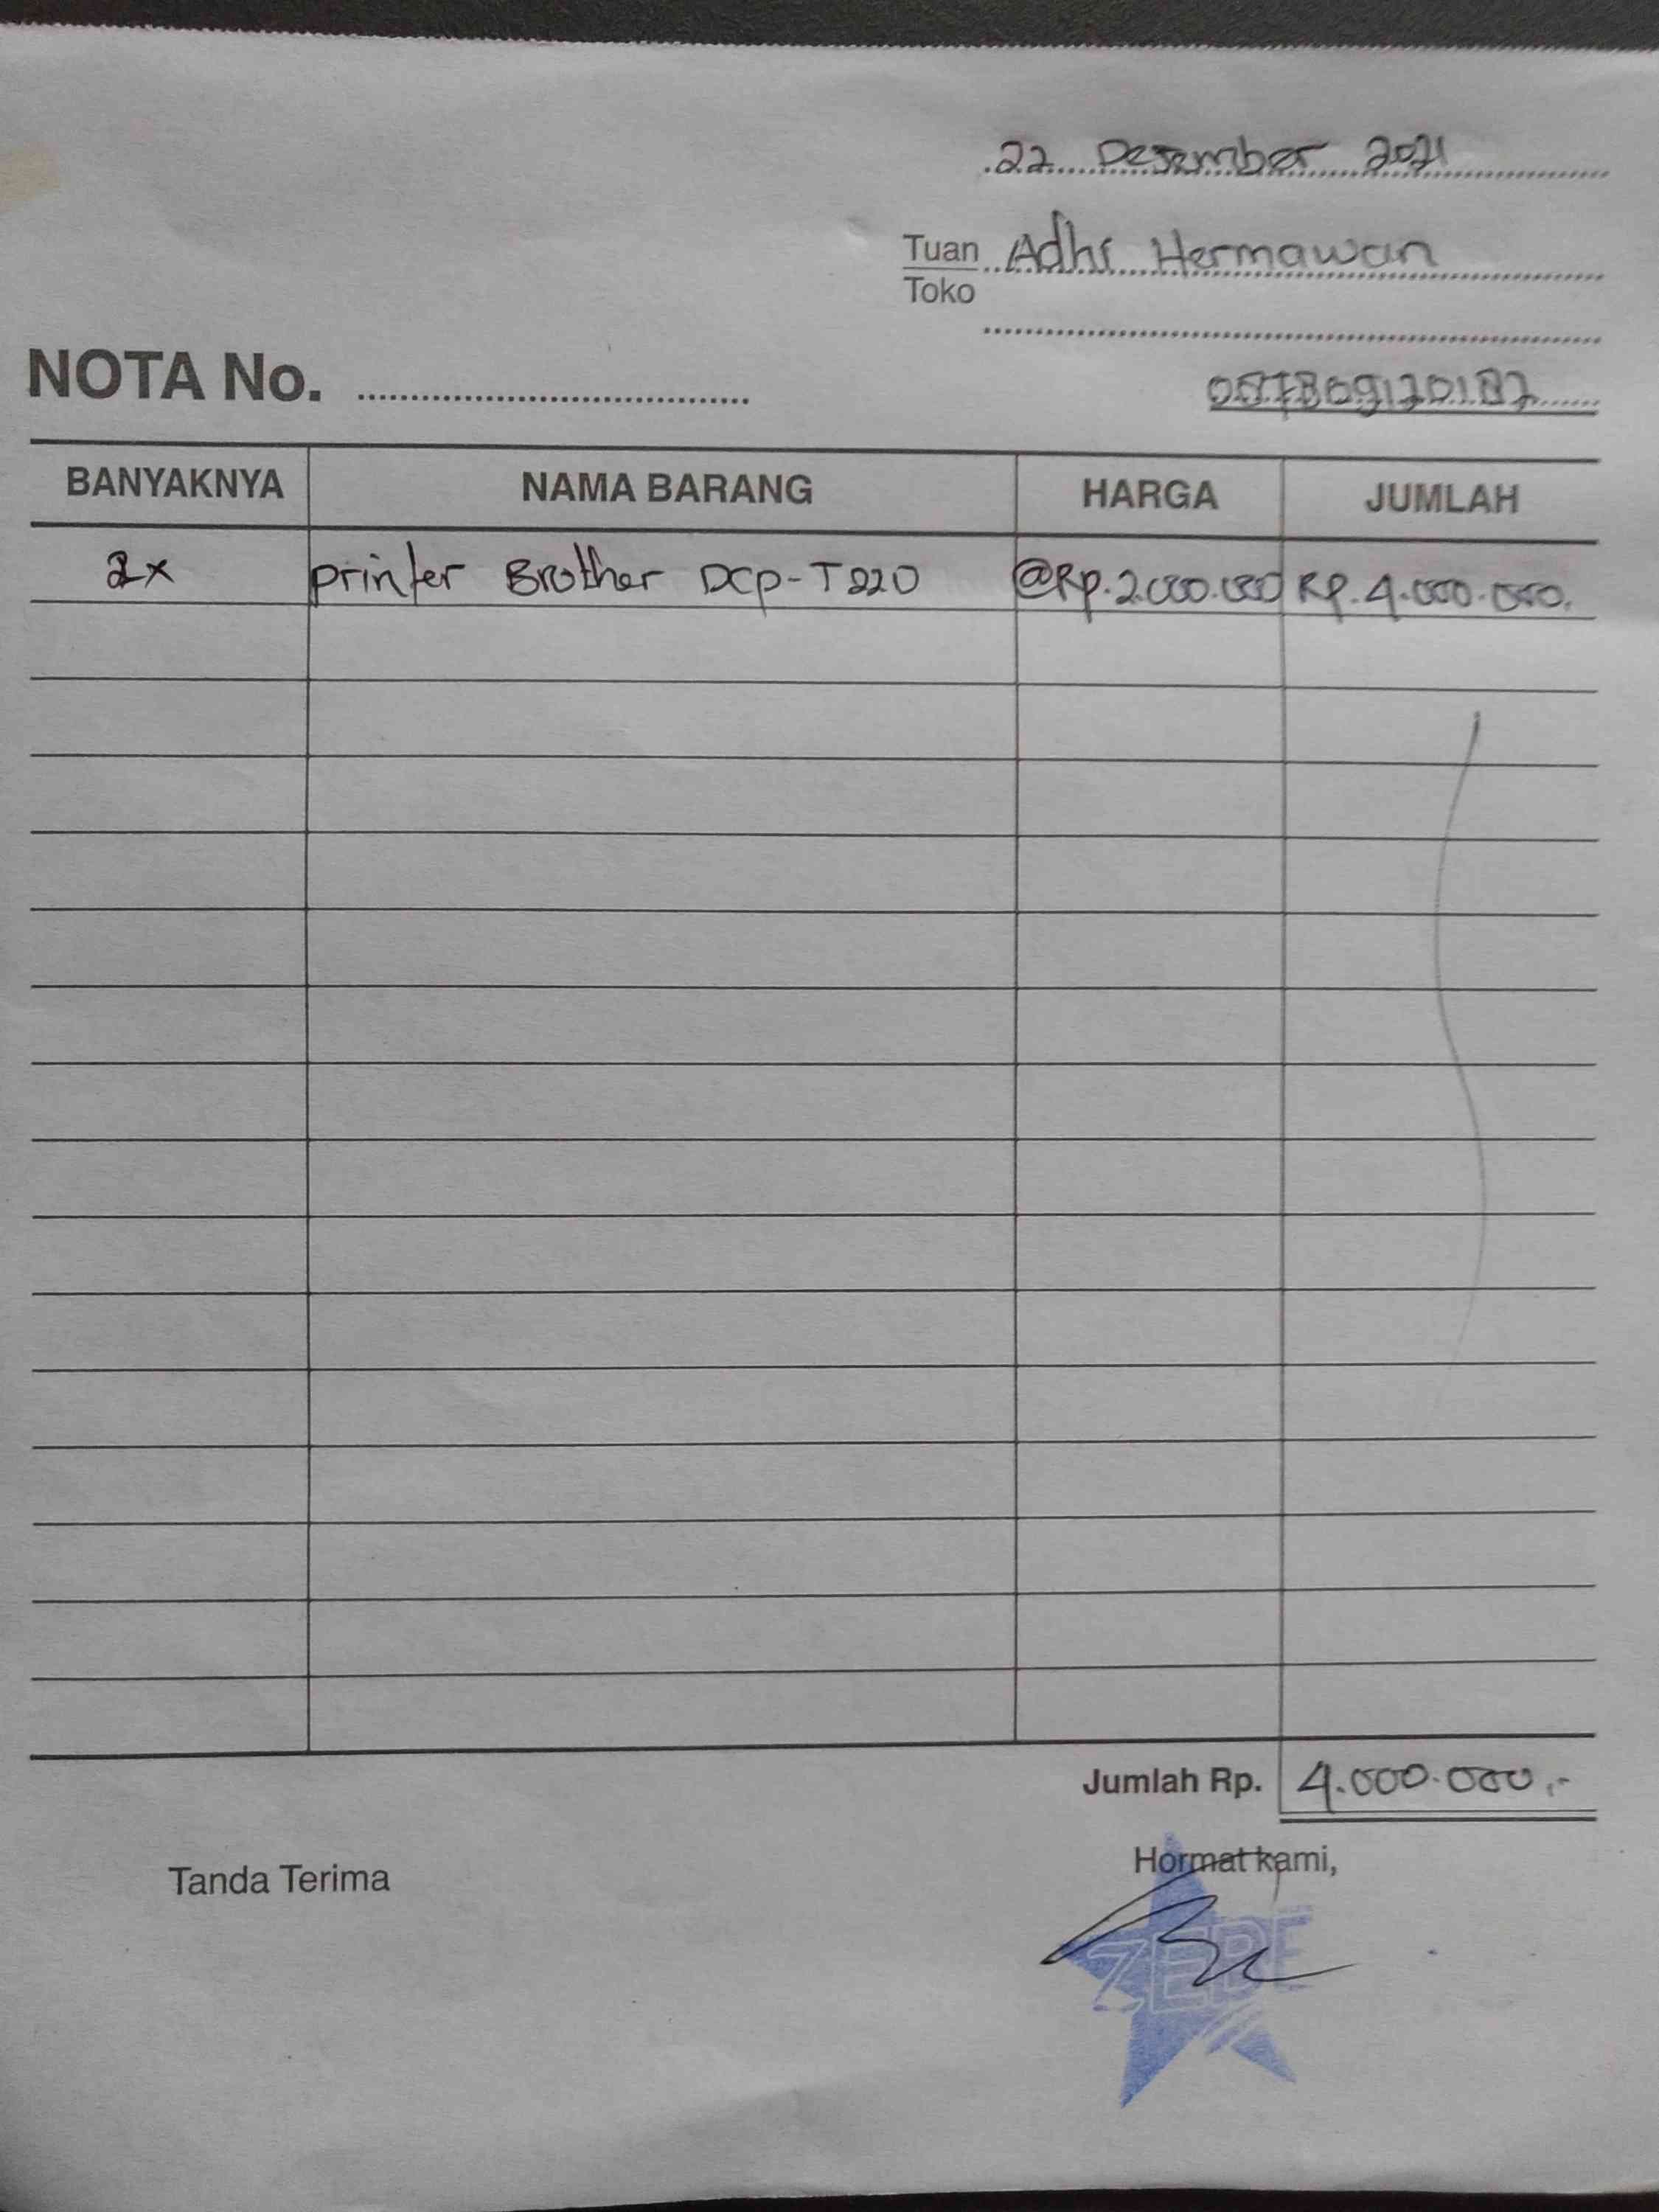 22 Desember 2021
Tuan Adhi Hermawan
Toko
NOTA No.
BANYAKNYA NAMA BARANG HARGA JUMLAH
2x printer Brother DCP-T220 @Rp.2.000.000 Rp.4.000.000.
Jumlah Rp. 4.000.000,-
Tanda Terima
Hormat kami,